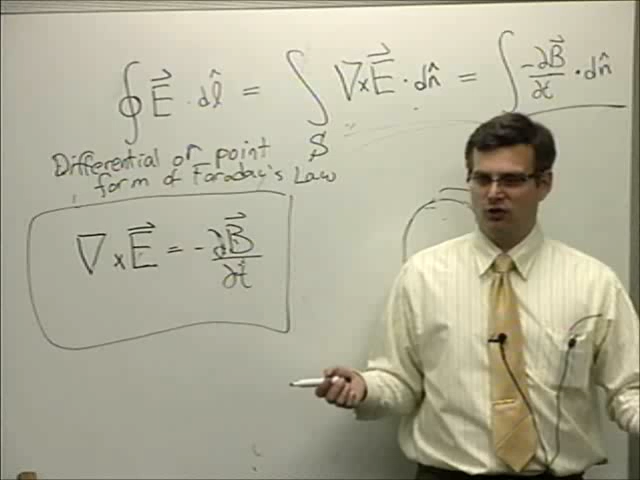 ∮ E⃗ · dl̂ = ∫ ∇×E⃗ · dn̂ = ∫ -∂B⃗/∂t · dn̂
S
Differential or point
form of Faraday's Law
∇ × E⃗ = - ∂B⃗/∂t